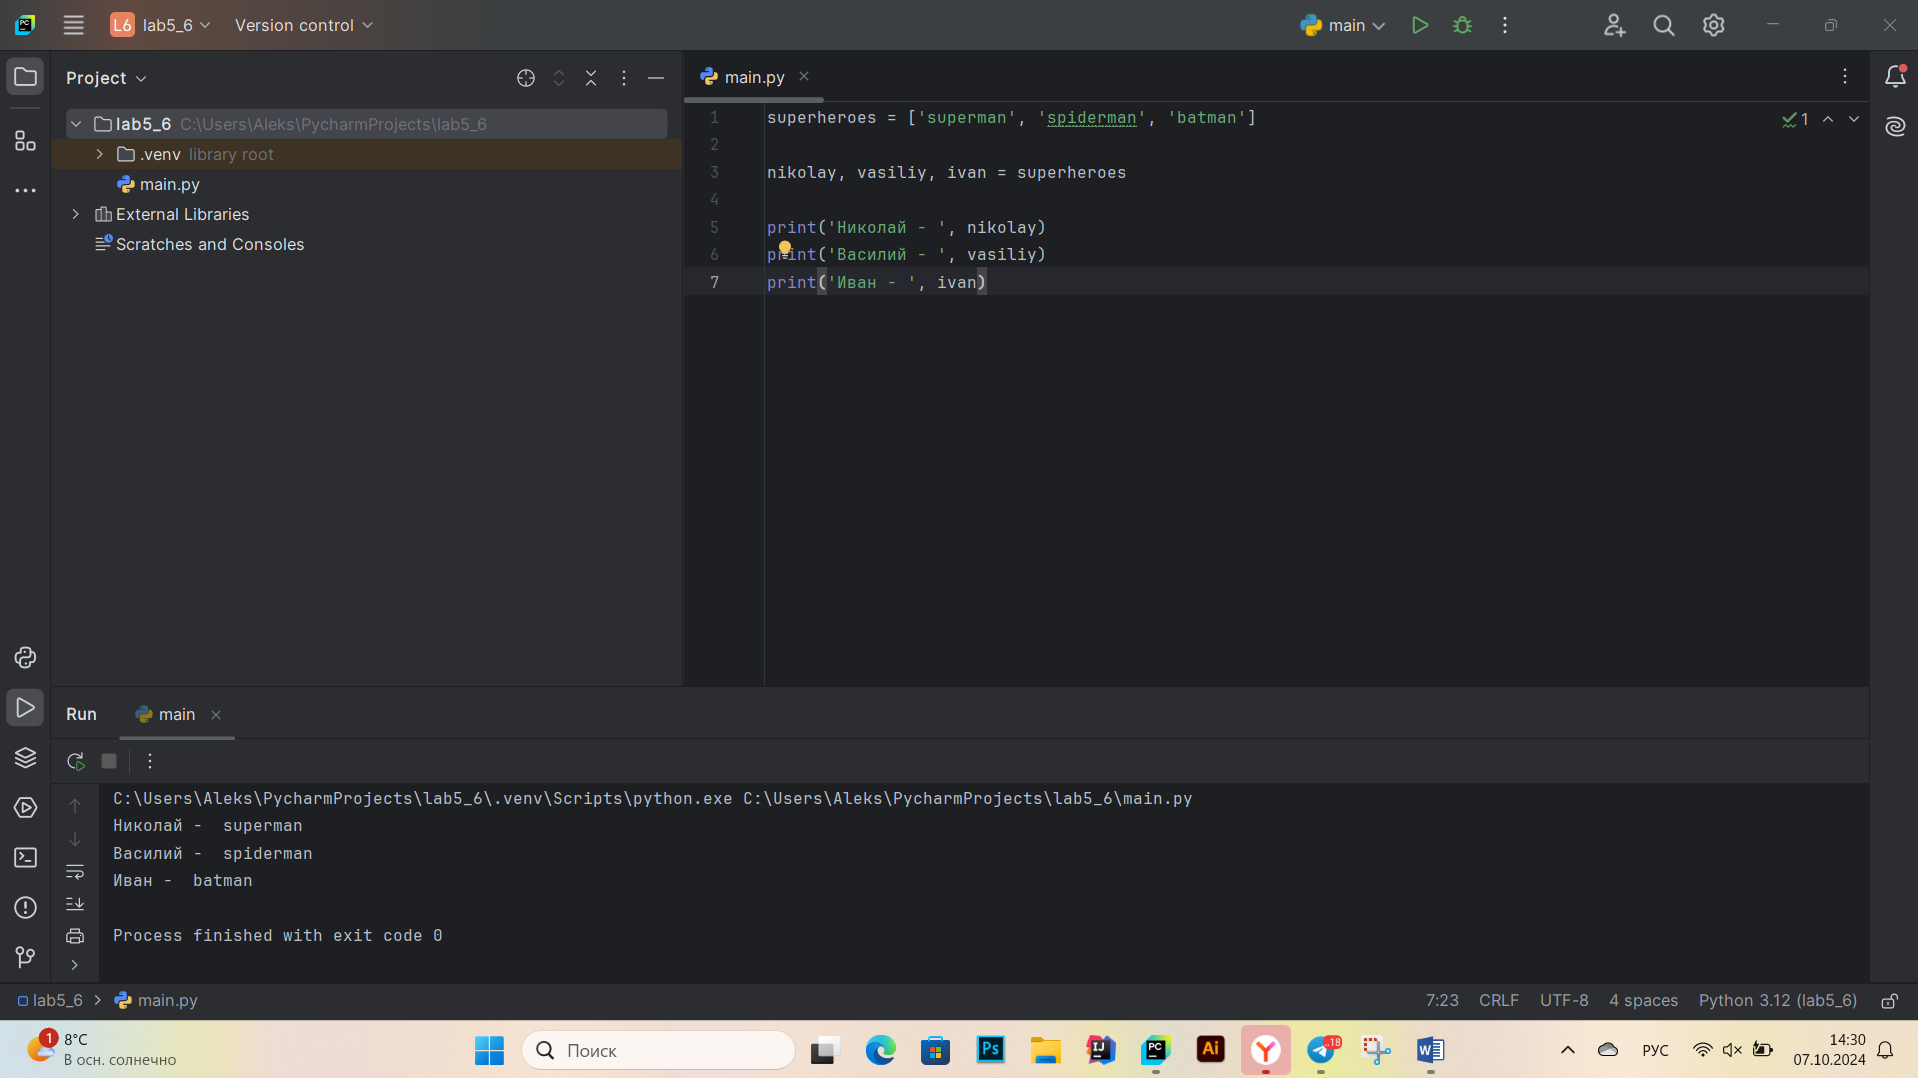 L6 lab5_6 Version control main
Project
main.py
lab5_6 C:\Users\Aleks\PycharmProjects\lab5_6
.venv library root
main.py
External Libraries
Scratches and Consoles
1 superheroes = ['superman', 'spiderman', 'batman']
1
2
3 nikolay, vasiliy, ivan = superheroes
4
5 print('Николай - ', nikolay)
6 print('Василий - ', vasiliy)
7 print('Иван - ', ivan)
Run main
C:\Users\Aleks\PycharmProjects\lab5_6\.venv\Scripts\python.exe C:\Users\Aleks\PycharmProjects\lab5_6\main.py
Николай -  superman
Василий -  spiderman
Иван -  batman
Process finished with exit code 0
lab5_6 main.py 7:23 CRLF UTF-8 4 spaces Python 3.12 (lab5_6)
1
8°C
В осн. солнечно
Поиск
Ps
IJ
PC
Ai
Y
..18
W
РУС
14:30
07.10.2024